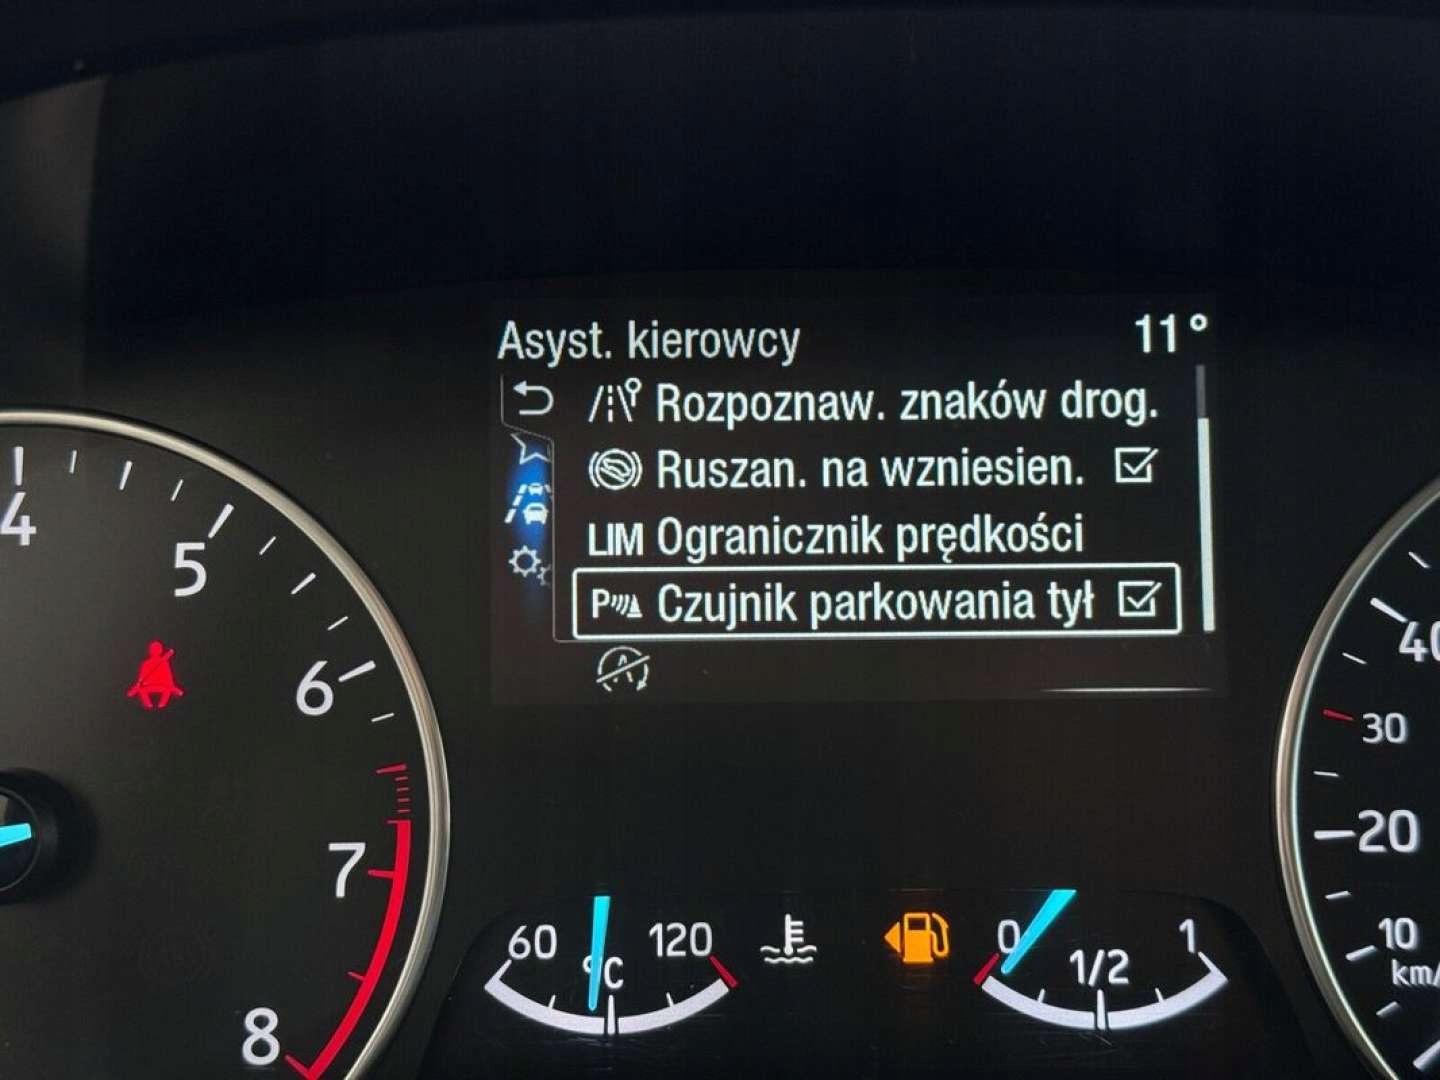 Asyst. kierowcy 11°
Rozpoznaw. znaków drog.
Ruszan. na wzniesien.
LIM Ograniczník prędkości
P Czujnik parkowania tył
A
4
5
6
7
8
60 120
°C
0 1/2 1
40
30
20
10
km/